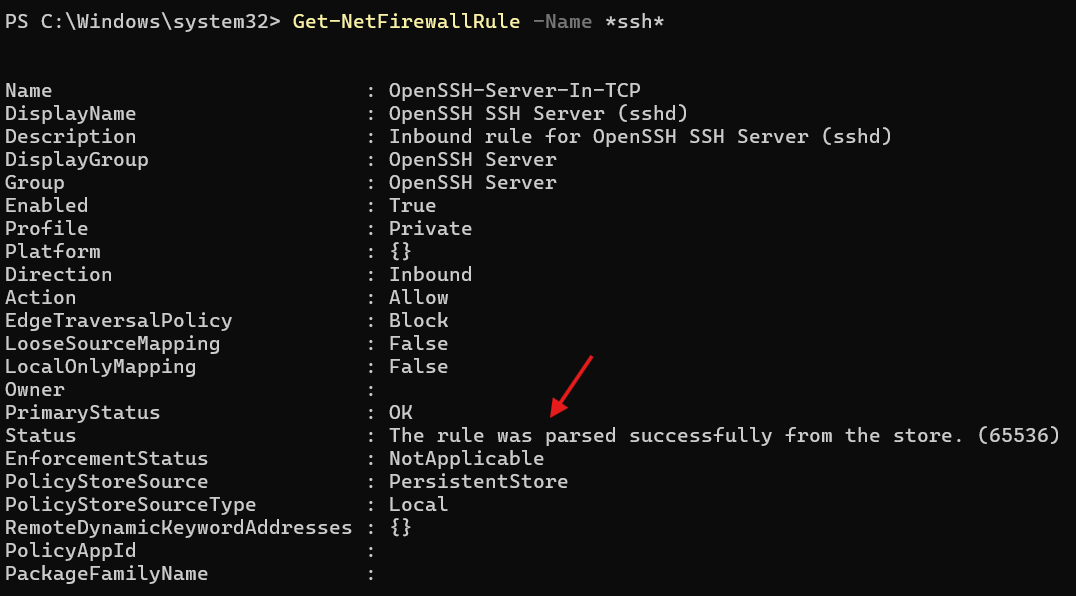 PS C:\Windows\system32> Get-NetFirewallRule -Name *ssh*
Name : OpenSSH-Server-In-TCP
DisplayName : OpenSSH SSH Server (sshd)
Description : Inbound rule for OpenSSH SSH Server (sshd)
DisplayGroup : OpenSSH Server
Group : OpenSSH Server
Enabled : True
Profile : Private
Platform : {}
Direction : Inbound
Action : Allow
EdgeTraversalPolicy : Block
LooseSourceMapping : False
LocalOnlyMapping : False
Owner :
PrimaryStatus : OK
Status : The rule was parsed successfully from the store. (65536)
EnforcementStatus : NotApplicable
PolicyStoreSource : PersistentStore
PolicyStoreSourceType : Local
RemoteDynamicKeywordAddresses : {}
PolicyAppId :
PackageFamilyName :